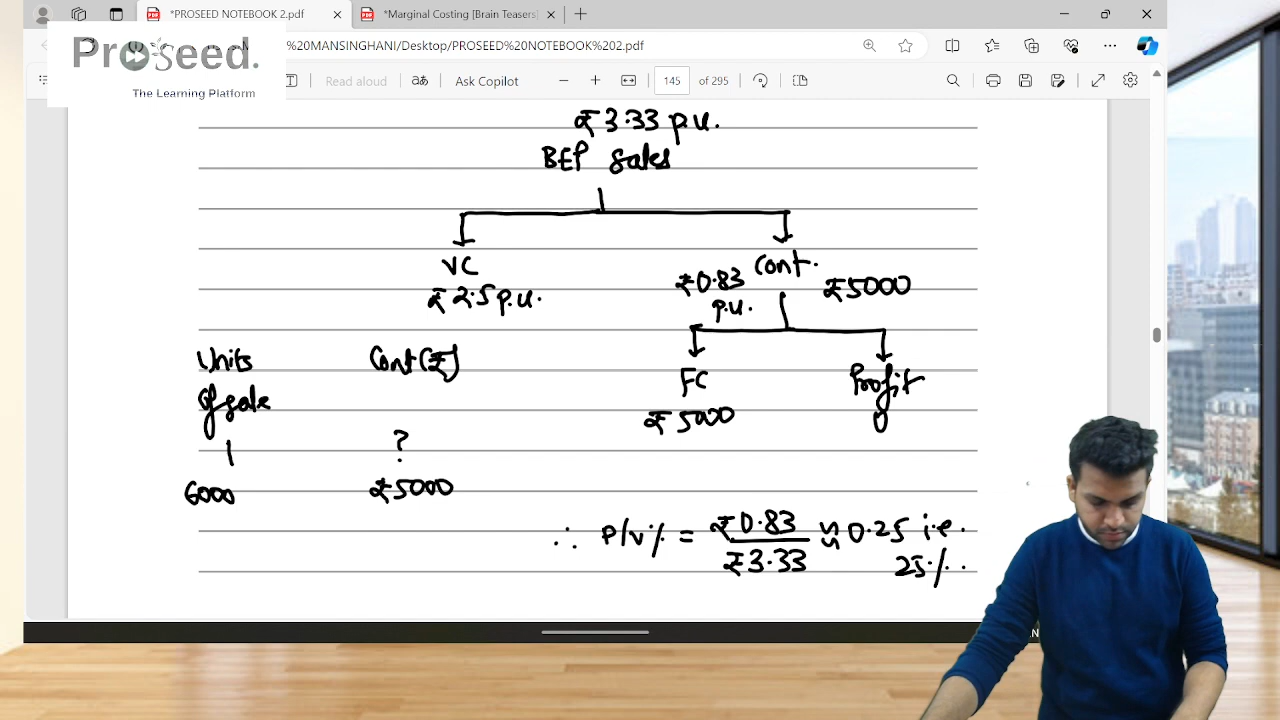 *PROSEED NOTEBOOK 2.pdf
*Marginal Costing [Brain Teasers]
%20MANSINGHANI/Desktop/PROSEED%20NOTEBOOK%202.pdf
Proseed.
The Learning Platform
Read aloud
Ask Copilot
145 of 295
₹3.33 p.u.
BEP Sales
VC
₹2.5 p.u.
Cont.
₹0.83
p.u.
₹5000
Units
of sale
Cont(₹)
FC
₹5000
Profit
0
1
?
6000
₹5000
∴ P/V% = ₹0.83 / ₹3.33 ≈ 0.25 i.e.
25%.